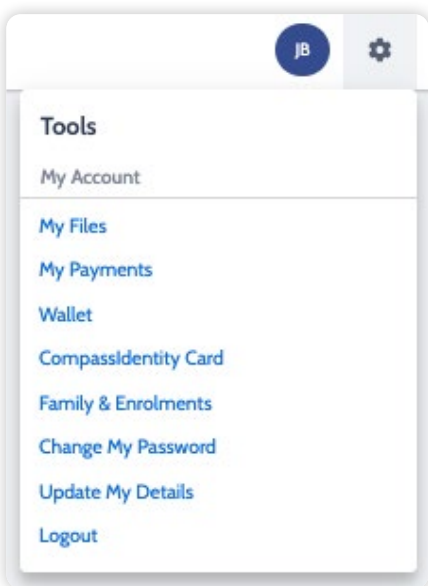 JB
Tools
My Account
My Files
My Payments
Wallet
CompassIdentity Card
Family & Enrolments
Change My Password
Update My Details
Logout